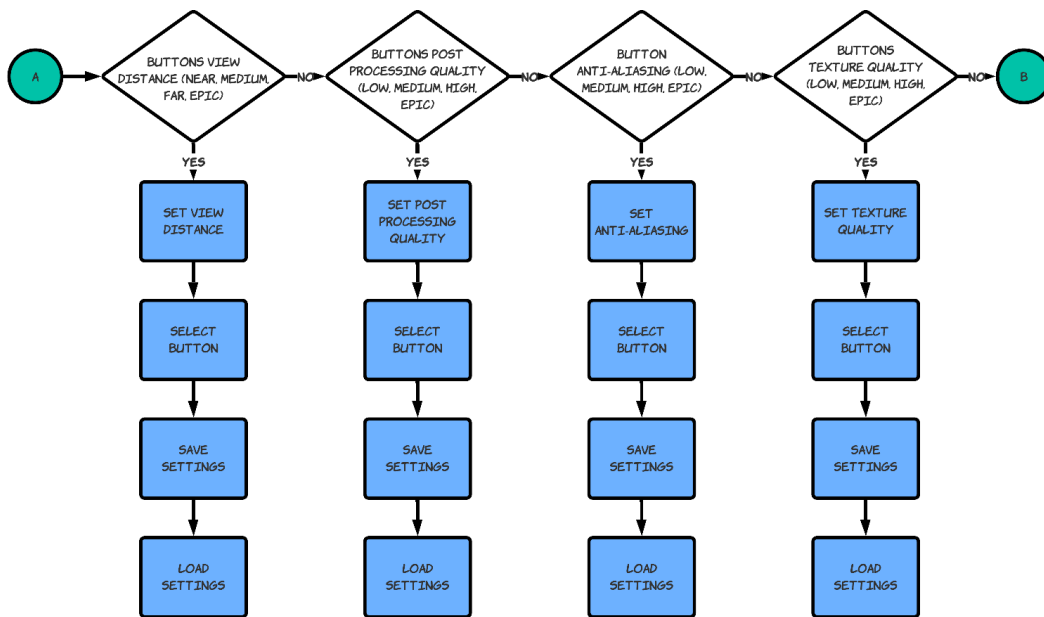 A
BUTTONS VIEW
DISTANCE (NEAR, MEDIUM,
FAR, EPIC)
NO
BUTTONS POST
PROCESSING QUALITY
(LOW, MEDIUM, HIGH,
EPIC)
NO
BUTTON
ANTI-ALIASING (LOW,
MEDIUM, HIGH, EPIC)
NO
BUTTONS
TEXTURE QUALITY
(LOW, MEDIUM, HIGH,
EPIC)
NO
B
YES
YES
YES
YES
SET VIEW
DISTANCE
SET POST
PROCESSING
QUALITY
SET
ANTI-ALIASING
SET TEXTURE
QUALITY
SELECT
BUTTON
SELECT
BUTTON
SELECT
BUTTON
SELECT
BUTTON
SAVE
SETTINGS
SAVE
SETTINGS
SAVE
SETTINGS
SAVE
SETTINGS
LOAD
SETTINGS
LOAD
SETTINGS
LOAD
SETTINGS
LOAD
SETTINGS